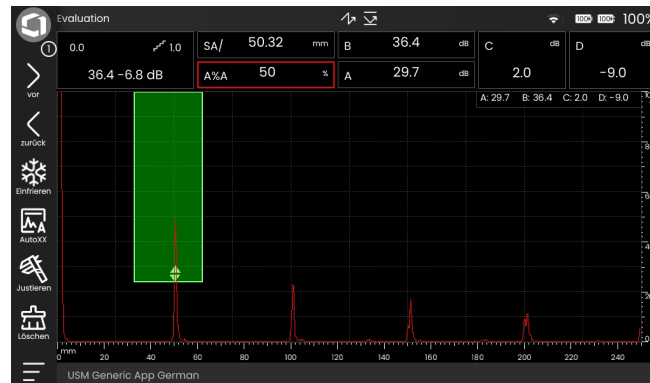 Evaluation
100%
1
0.0
1.0
36.4 -6.8 dB
SA/ 50.32 mm
A%A 50 %
B 36.4 dB
A 29.7 dB
C dB
2.0
D dB
-9.0
A: 29.7 B: 36.4 C: 2.0 D: -9.0
vor
zurück
Einfrieren
AutoXX
Justieren
Löschen
mm 20 40 60 80 100 120 140 160 180 200 220 240
USM Generic App German